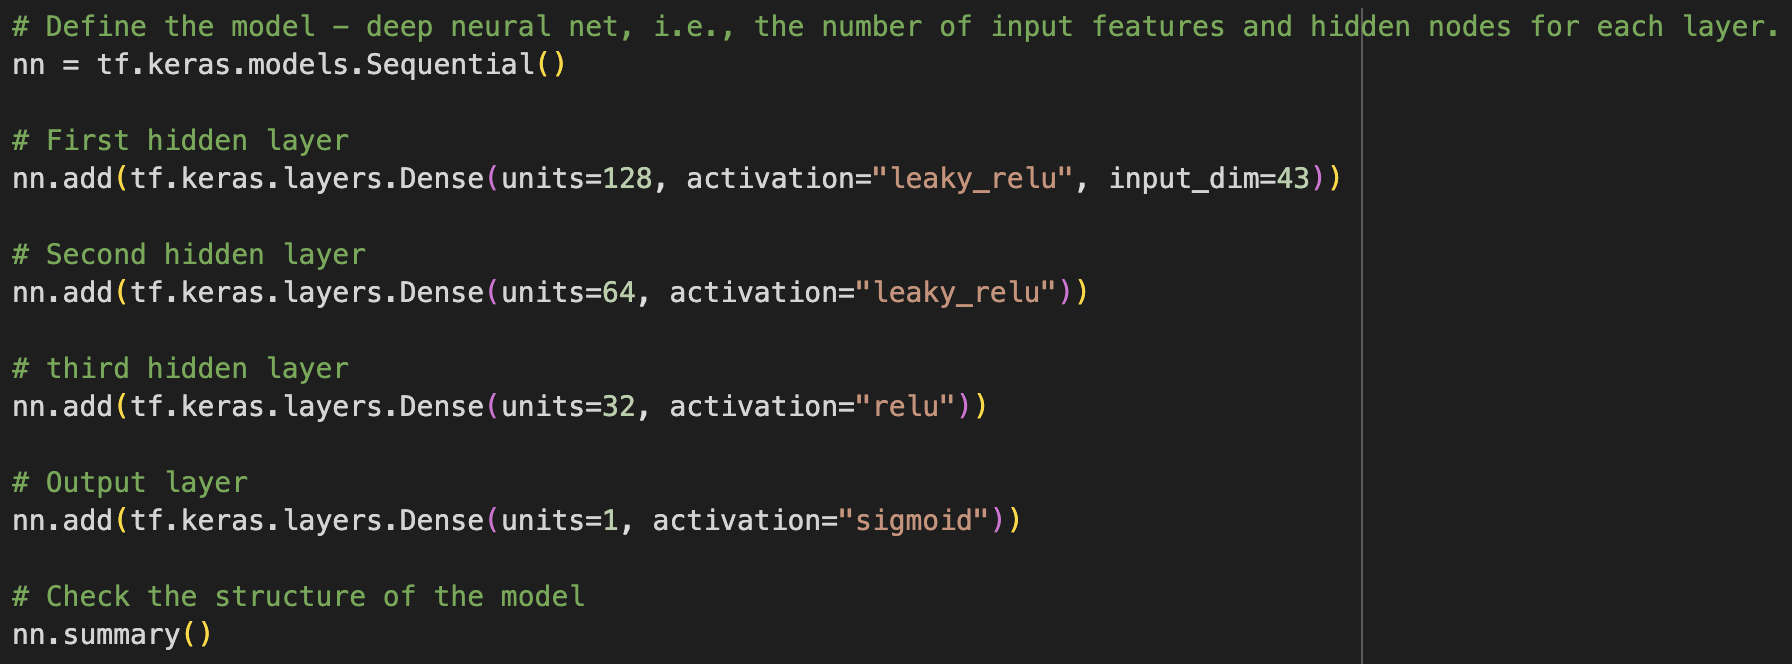 # Define the model – deep neural net, i.e., the number of input features and hidden nodes for each layer.
nn = tf.keras.models.Sequential()
# First hidden layer
nn.add(tf.keras.layers.Dense(units=128, activation="leaky_relu", input_dim=43))
# Second hidden layer
nn.add(tf.keras.layers.Dense(units=64, activation="leaky_relu"))
# third hidden layer
nn.add(tf.keras.layers.Dense(units=32, activation="relu"))
# Output layer
nn.add(tf.keras.layers.Dense(units=1, activation="sigmoid"))
# Check the structure of the model
nn.summary()